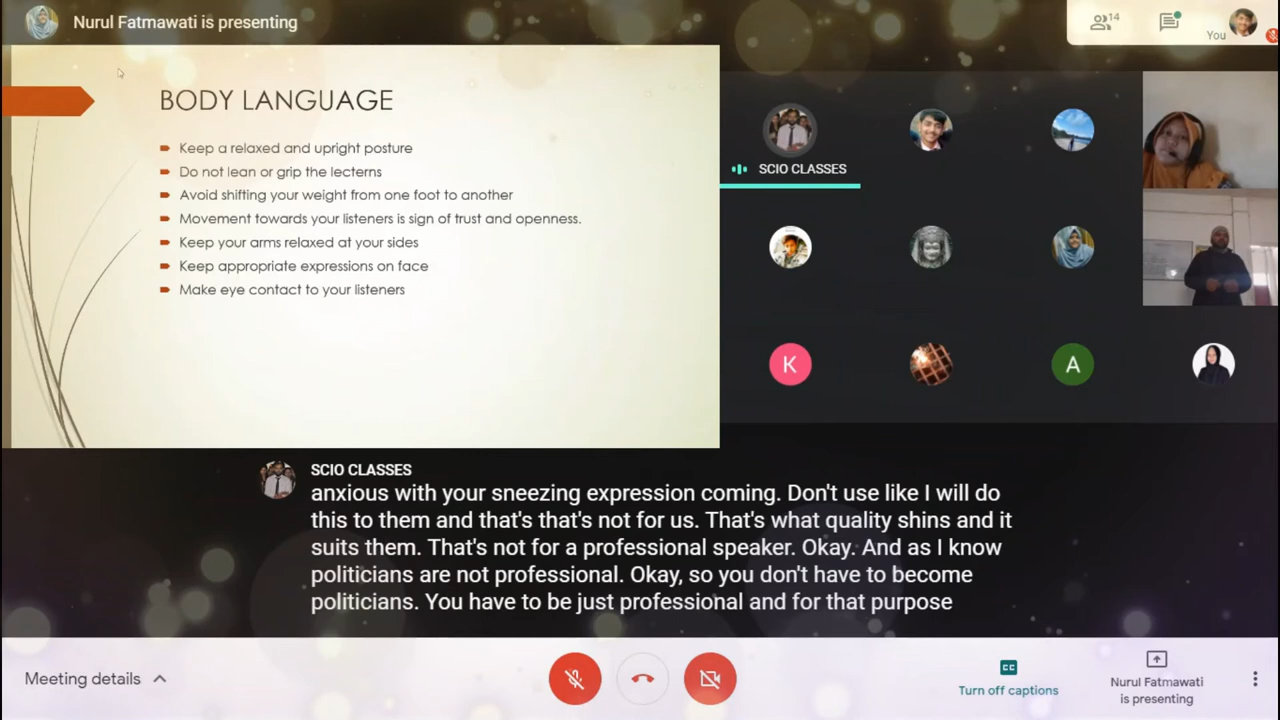 Nurul Fatmawati is presenting
14
You
BODY LANGUAGE
Keep a relaxed and upright posture
Do not lean or grip the lecterns
Avoid shifting your weight from one foot to another
Movement towards your listeners is sign of trust and openness.
Keep your arms relaxed at your sides
Keep appropriate expressions on face
Make eye contact to your listeners
SCIO CLASSES
K
A
SCIO CLASSES
anxious with your sneezing expression coming. Don't use like I will do
this to them and that's that's not for us. That's what quality shins and it
suits them. That's not for a professional speaker. Okay. And as I know
politicians are not professional. Okay, so you don't have to become
politicians. You have to be just professional and for that purpose
Meeting details
CC
Turn off captions
Nurul Fatmawati
is presenting